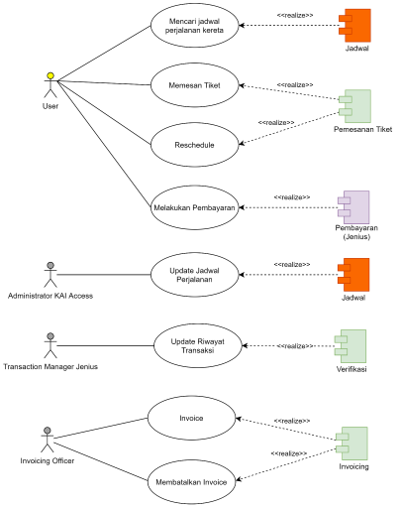 Mencari jadwal
perjalanan kereta
<<realize>>
Jadwal
Memesan Tiket
<<realize>>
User
<<realize>>
Pemesanan Tiket
Reschedule
Melakukan Pembayaran
<<realize>>
Pembayaran
(Jenius)
Update Jadwal
Perjalanan
<<realize>>
Administrator KAI Access
Jadwal
Update Riwayat
Transaksi
<<realize>>
Transaction Manager Jenius
Verifikasi
Invoice
<<realize>>
Invoicing Officer
<<realize>>
Invoicing
Membatalkan Invoice